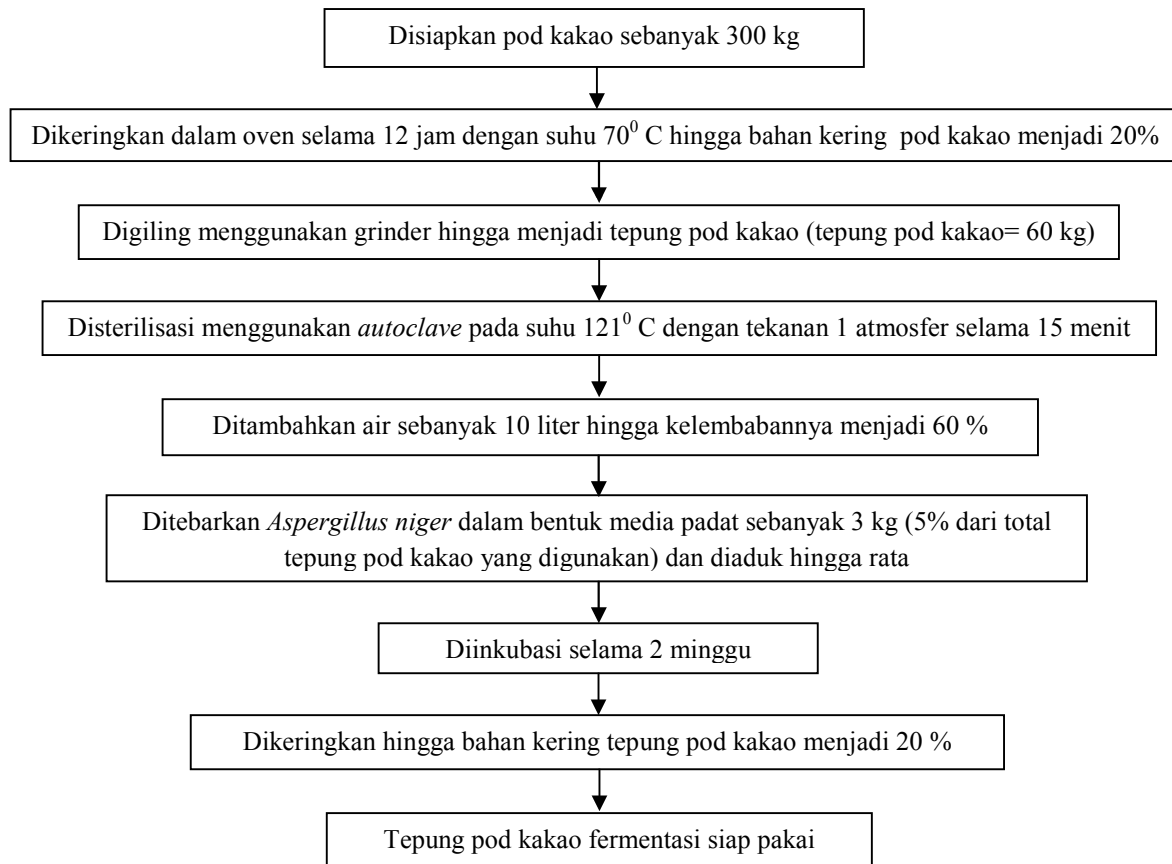 Disiapkan pod kakao sebanyak 300 kg
Dikeringkan dalam oven selama 12 jam dengan suhu 70⁰ C hingga bahan kering pod kakao menjadi 20%
Digiling menggunakan grinder hingga menjadi tepung pod kakao (tepung pod kakao= 60 kg)
Disterilisasi menggunakan autoclave pada suhu 121⁰ C dengan tekanan 1 atmosfer selama 15 menit
Ditambahkan air sebanyak 10 liter hingga kelembabannya menjadi 60 %
Ditebarkan Aspergillus niger dalam bentuk media padat sebanyak 3 kg (5% dari total
tepung pod kakao yang digunakan) dan diaduk hingga rata
Diinkubasi selama 2 minggu
Dikeringkan hingga bahan kering tepung pod kakao menjadi 20 %
Tepung pod kakao fermentasi siap pakai